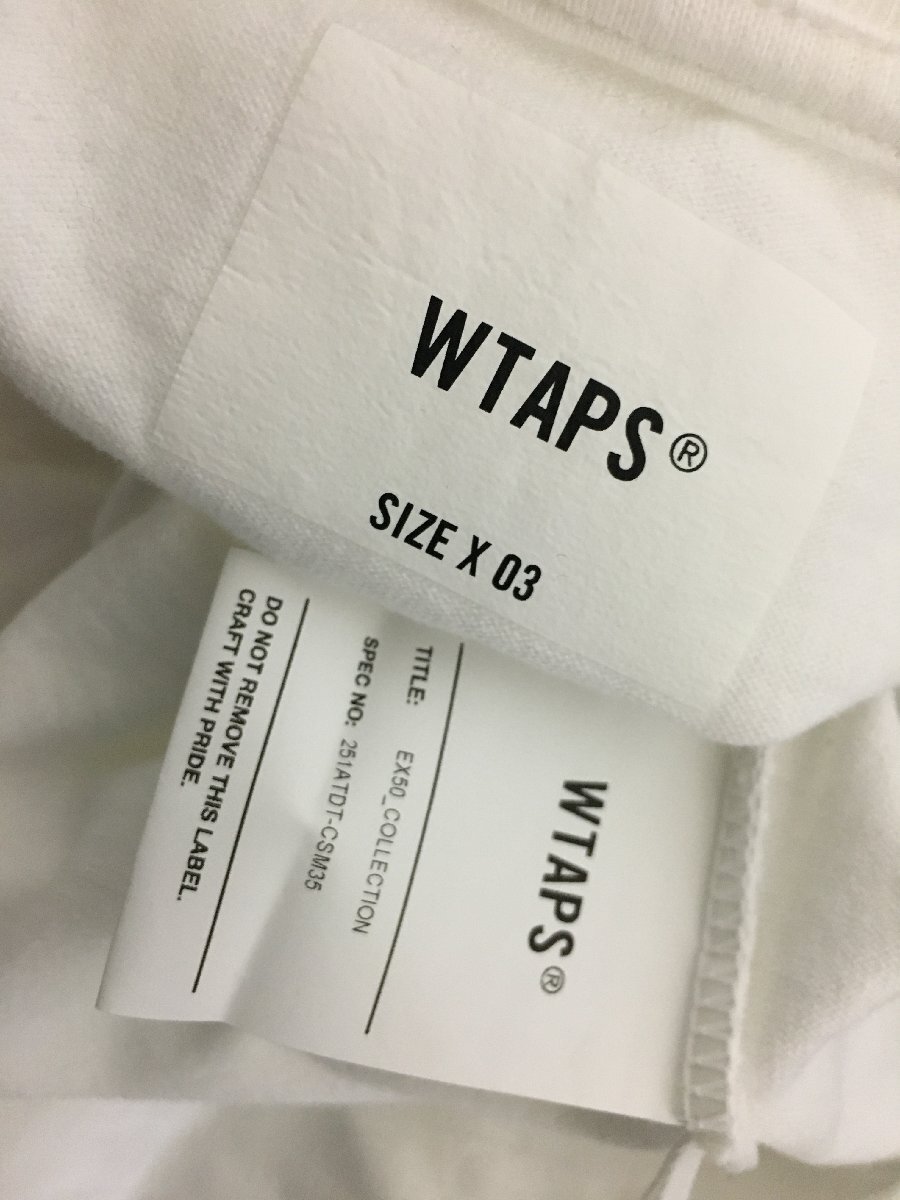 WTAPS®
SIZE X 03
WTAPS®
TITLE: EX50_COLLECTION
SPEC NO: 251ATDT-CSM35
DO NOT REMOVE THIS LABEL.
CRAFT WITH PRIDE.